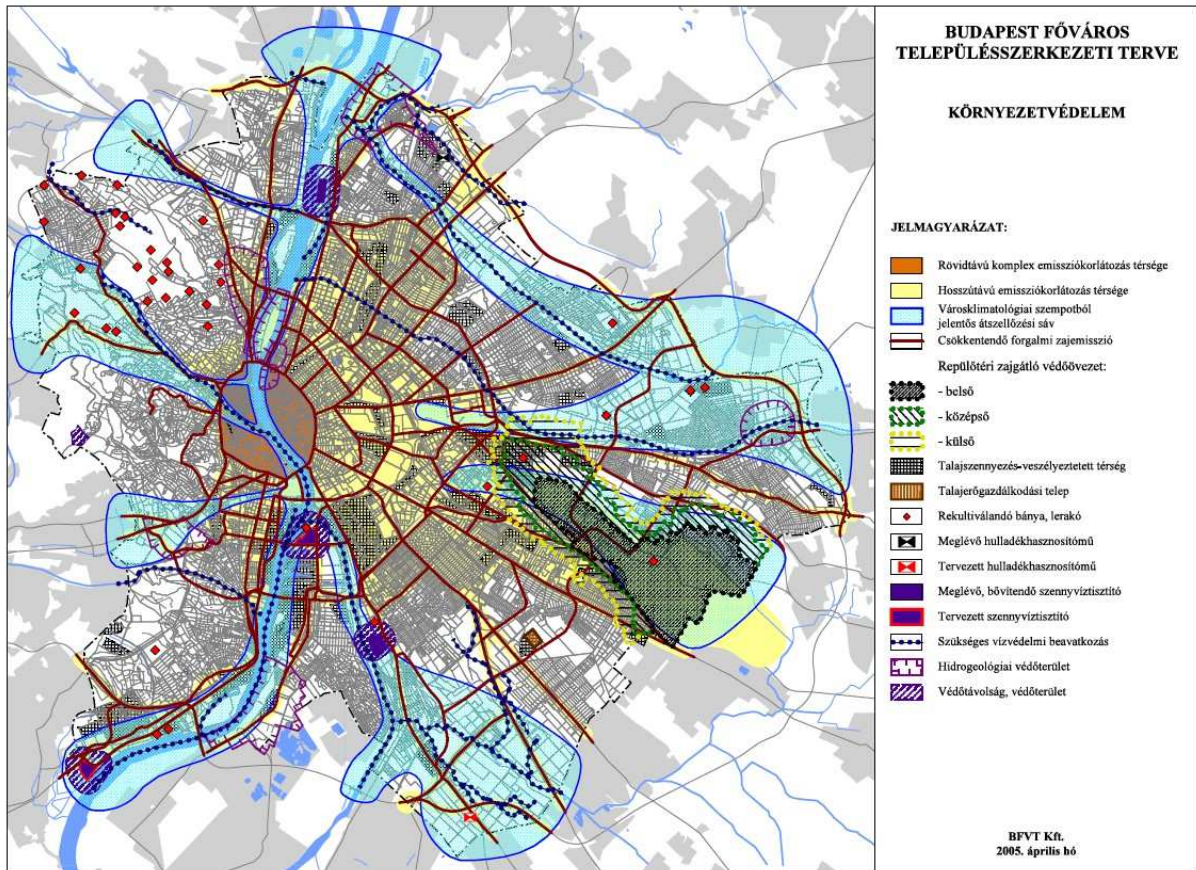 BUDAPEST FŐVÁROS
TELEPÜLÉSSZERKEZETI TERVE
KÖRNYEZETVÉDELEM
JELMAGYARÁZAT:
Rövidtávú komplex emissziókorlátozás térsége
Hosszútávú emissziókorlátozás térsége
Városklimatológiai szempotból
jelentős átszellőzési sáv
Csökkentendő forgalmi zajemisszió
Repülőtéri zajgátló védőövezet:
- belső
- középső
- külső
Talajszennyezés-veszélyeztetett térség
Talajerőgazdálkodási telep
Rekultiválandó bánya, lerakó
Meglévő hulladékhasznosítómű
Tervezett hulladékhasznosítómű
Meglévő, bővítendő szennyvíztisztító
Tervezett szennyvíztisztító
Szükséges vízvédelmi beavatkozás
Hidrogeológiai védőterület
Védőtávolság, védőterület
BFVT Kft.
2005. április hó